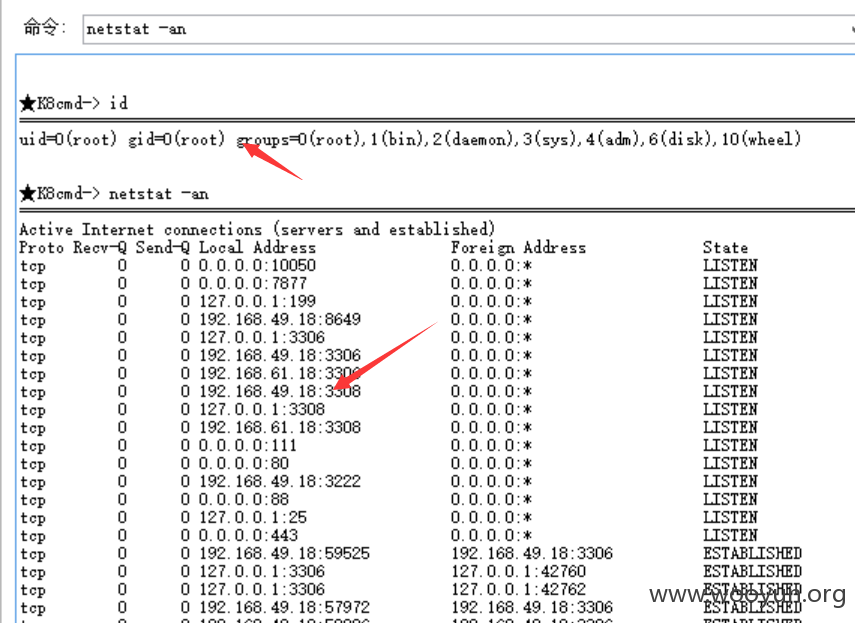 命令： netstat -an
★K8cmd-> id
uid=0(root) gid=0(root) groups=0(root),1(bin),2(daemon),3(sys),4(adm),6(disk),10(wheel)
★K8cmd-> netstat -an
Active Internet connections (servers and established)
Proto Recv-Q Send-Q Local Address Foreign Address State
tcp 0 0 0.0.0.0:10050 0.0.0.0:* LISTEN
tcp 0 0 0.0.0.0:7877 0.0.0.0:* LISTEN
tcp 0 0 127.0.0.1:199 0.0.0.0:* LISTEN
tcp 0 0 192.168.49.18:8649 0.0.0.0:* LISTEN
tcp 0 0 127.0.0.1:3306 0.0.0.0:* LISTEN
tcp 0 0 192.168.49.18:3306 0.0.0.0:* LISTEN
tcp 0 0 192.168.61.18:3306 0.0.0.0:* LISTEN
tcp 0 0 192.168.49.18:3308 0.0.0.0:* LISTEN
tcp 0 0 127.0.0.1:3308 0.0.0.0:* LISTEN
tcp 0 0 192.168.61.18:3308 0.0.0.0:* LISTEN
tcp 0 0 0.0.0.0:111 0.0.0.0:* LISTEN
tcp 0 0 0.0.0.0:80 0.0.0.0:* LISTEN
tcp 0 0 192.168.49.18:3222 0.0.0.0:* LISTEN
tcp 0 0 0.0.0.0:88 0.0.0.0:* LISTEN
tcp 0 0 127.0.0.1:25 0.0.0.0:* LISTEN
tcp 0 0 0.0.0.0:443 0.0.0.0:* LISTEN
tcp 0 0 192.168.49.18:59525 192.168.49.18:3306 ESTABLISHED
tcp 0 0 127.0.0.1:3306 127.0.0.1:42760 ESTABLISHED
tcp 0 0 127.0.0.1:3306 127.0.0.1:42762 ESTABLISHED
www.wooyun.org
tcp 0 0 192.168.49.18:57972 192.168.49.18:3306 ESTABLISHED